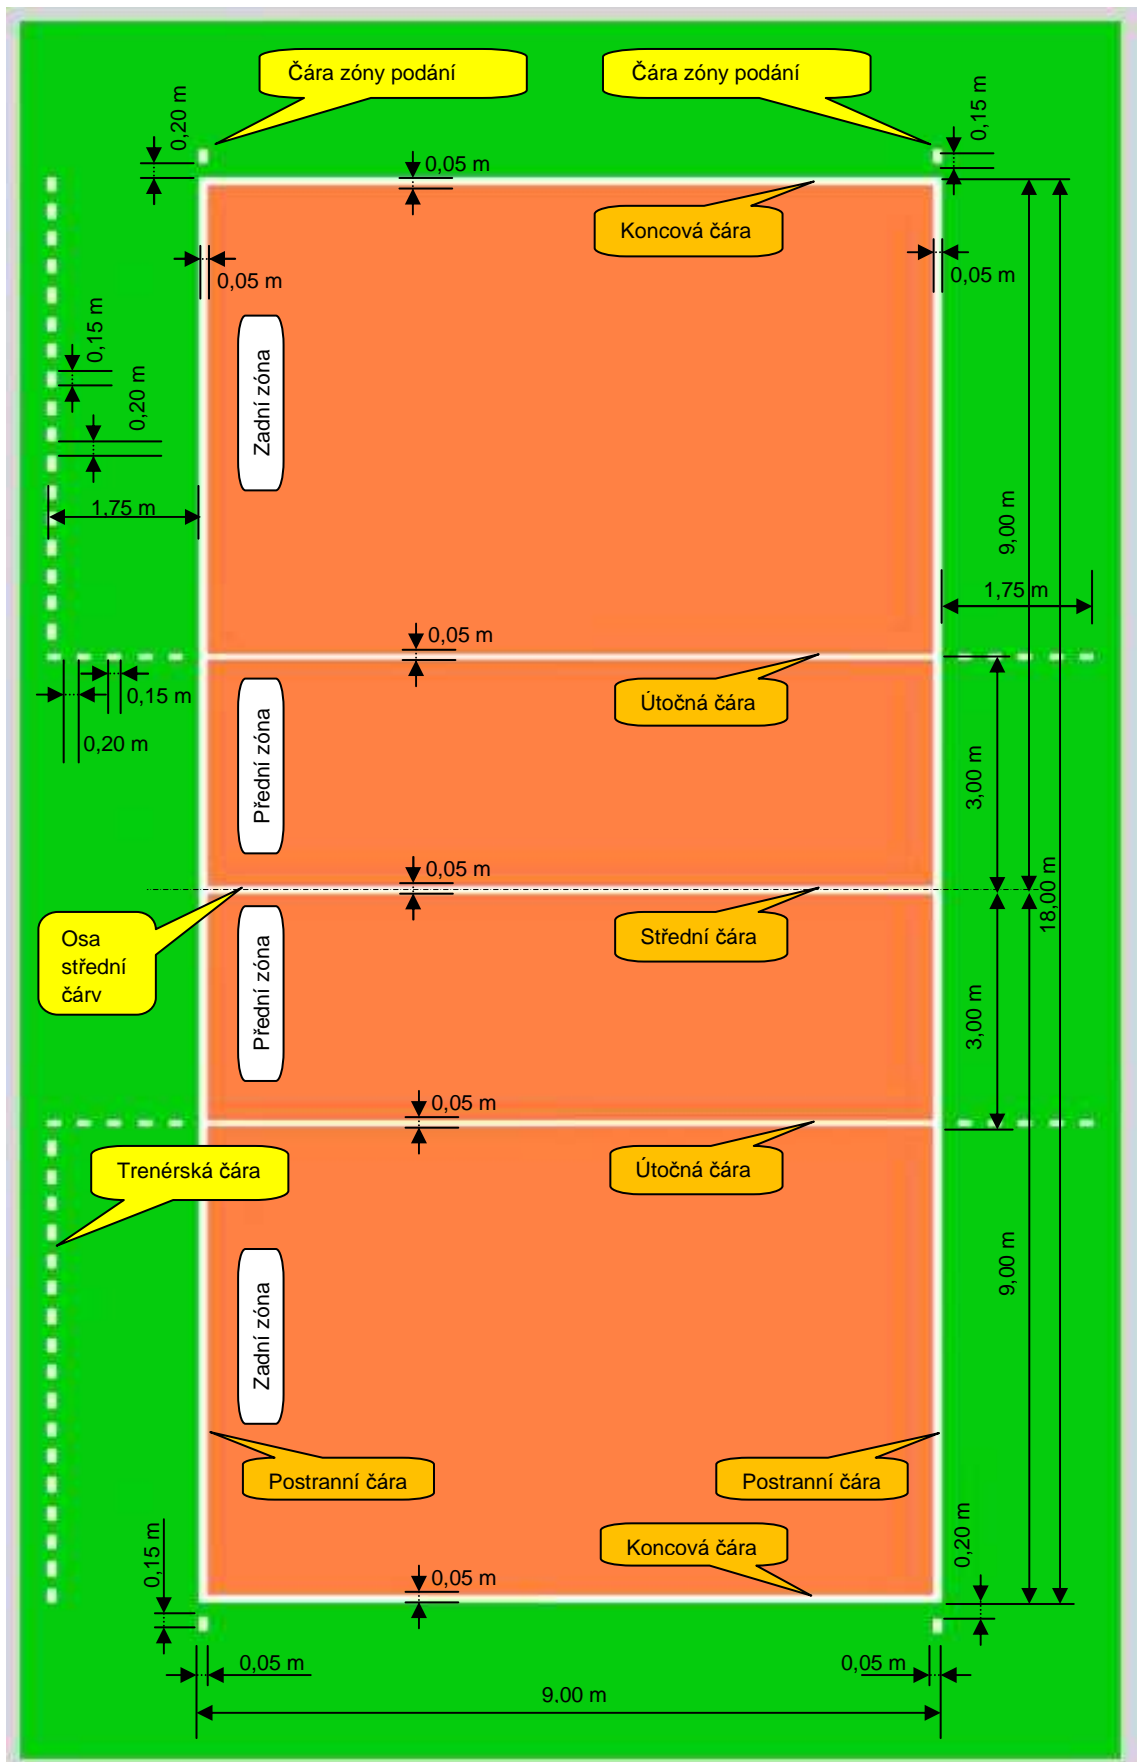 Čára zóny podání
Čára zóny podání
0,20 m
0,15 m
0,05 m
Koncová čára
0,05 m
0,05 m
0,15 m
0,20 m
Zadní zóna
1,75 m
9,00 m
1,75 m
0,05 m
0,15 m
Útočná čára
0,20 m
Přední zóna
3,00 m
0,05 m
18,00 m
Osa
střední
čárv
Střední čára
Přední zóna
3,00 m
0,05 m
Trenérská čára
Útočná čára
9,00 m
Zadní zóna
Postranní čára
Postranní čára
0,15 m
Koncová čára
0,20 m
0,05 m
0,05 m
0,05 m
9,00 m